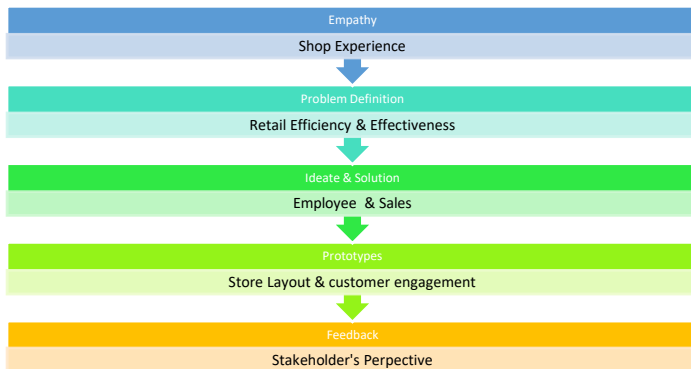 Empathy
Shop Experience
Problem Definition
Retail Efficiency & Effectiveness
Ideate & Solution
Employee & Sales
Prototypes
Store Layout & customer engagement
Feedback
Stakeholder's Perpective